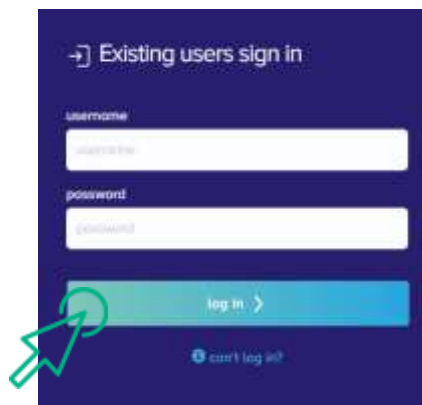 Existing users sign in
username
username
password
password
log in
can't log in?